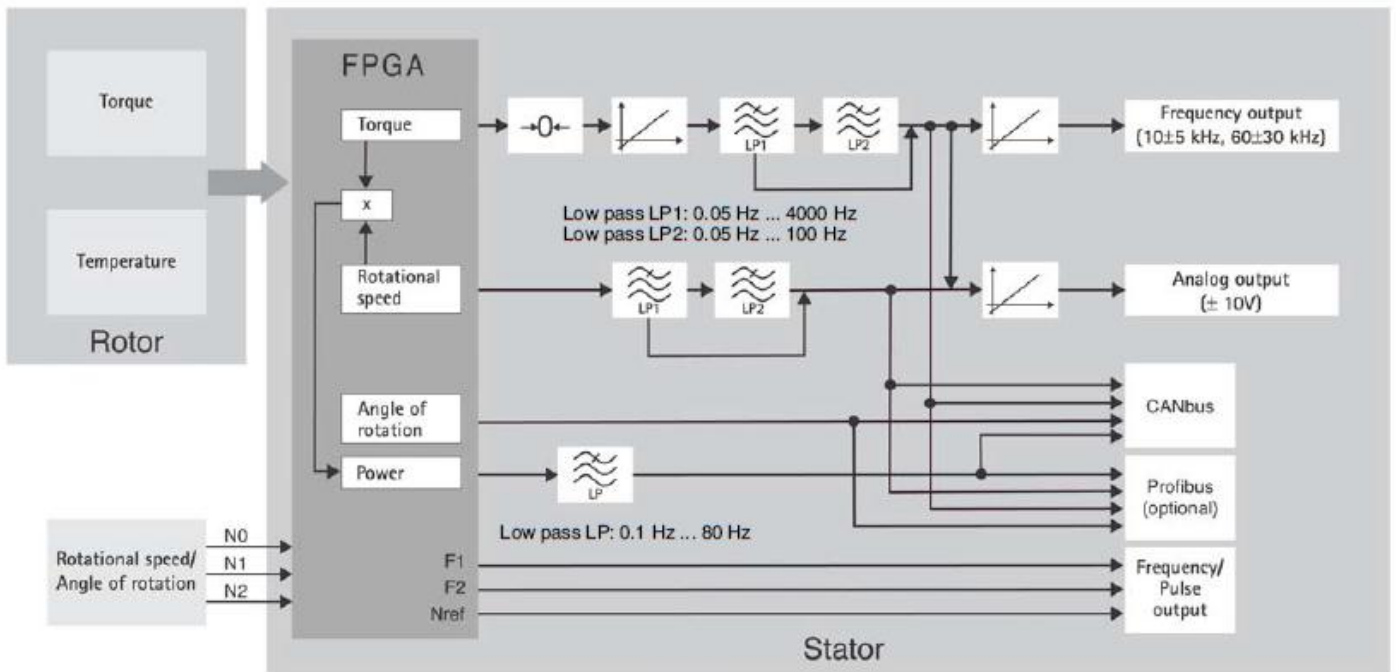 FPGA
Torque
Torque
0
LP1
LP2
Frequency output
(10±5 kHz, 60±30 kHz)
x
Low pass LP1: 0.05 Hz ... 4000 Hz
Low pass LP2: 0.05 Hz ... 100 Hz
Temperature
Rotational
speed
LP1
LP2
Analog output
(± 10V)
Rotor
Angle of
rotation
CANbus
Power
LP
Profibus
(optional)
Low pass LP: 0.1 Hz ... 80 Hz
Rotational speed/
Angle of rotation
N0
N1
N2
F1
F2
Nref
Frequency/
Pulse
output
Stator